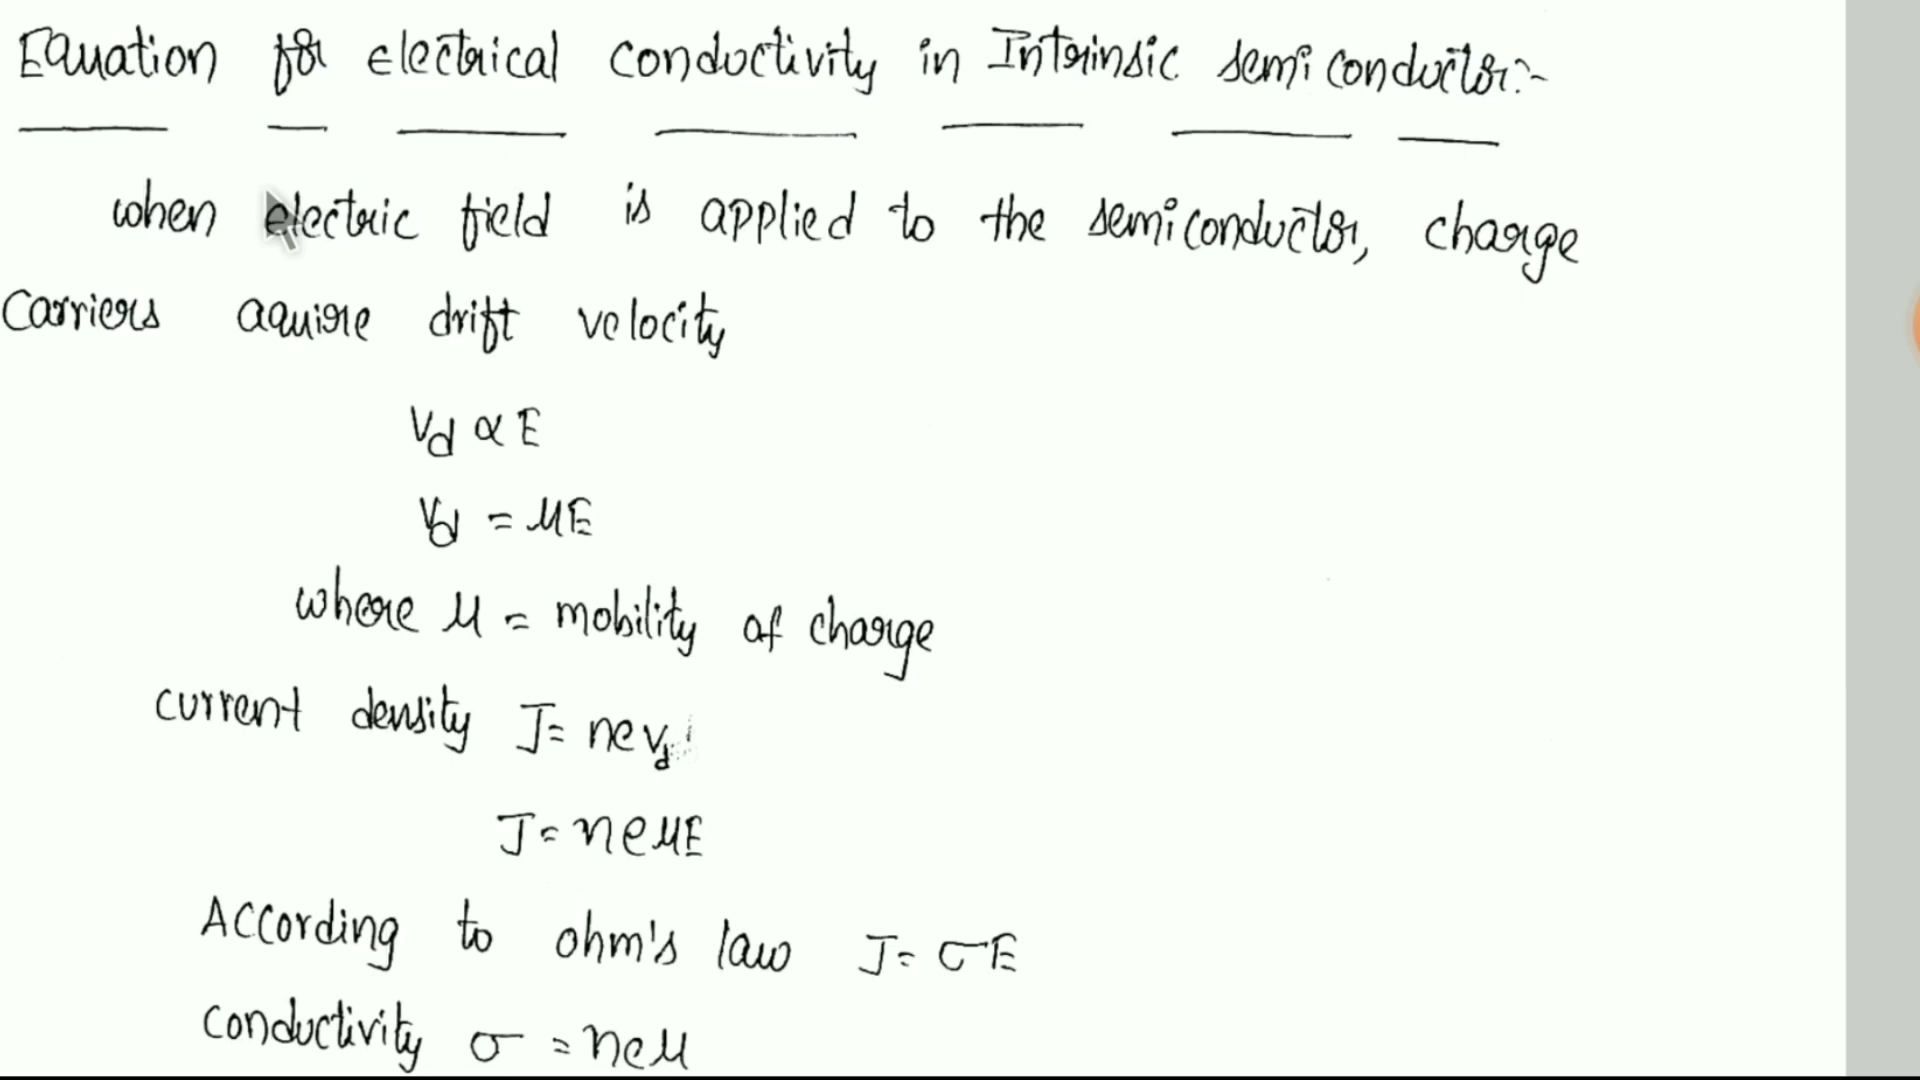 Equation for electrical conductivity in Intrinsic semiconductor:-
when electric field is applied to the semiconductor, charge
Carriers aquire drift velocity
Vd ∝ E
Vd = μE
where μ = mobility of charge
current density J = nevd
J = neμE
According to ohm's law J = σE
conductivity σ = neμ